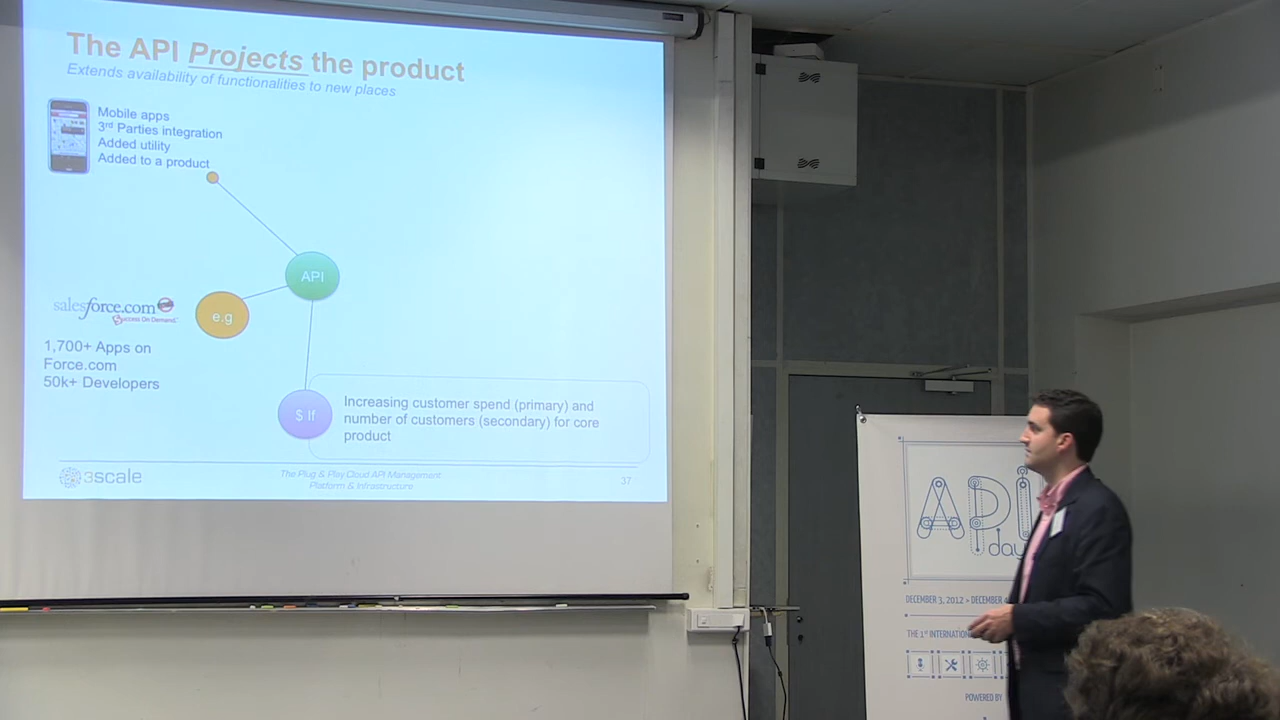 The API Projects the product
Extends availability of functionalities to new places
Mobile apps
3rd Parties integration
Added utility
Added to a product
API
salesforce.com
Success On Demand.
e.g
1,700+ Apps on
Force.com
50k+ Developers
$ If
Increasing customer spend (primary) and
number of customers (secondary) for core
product
3scale
The Plug & Play Cloud API Management
Platform & Infrastructure
37
API
day
DECEMBER 3, 2012 > DECEMBER
THE 1st INTERNATION
POWERED BY